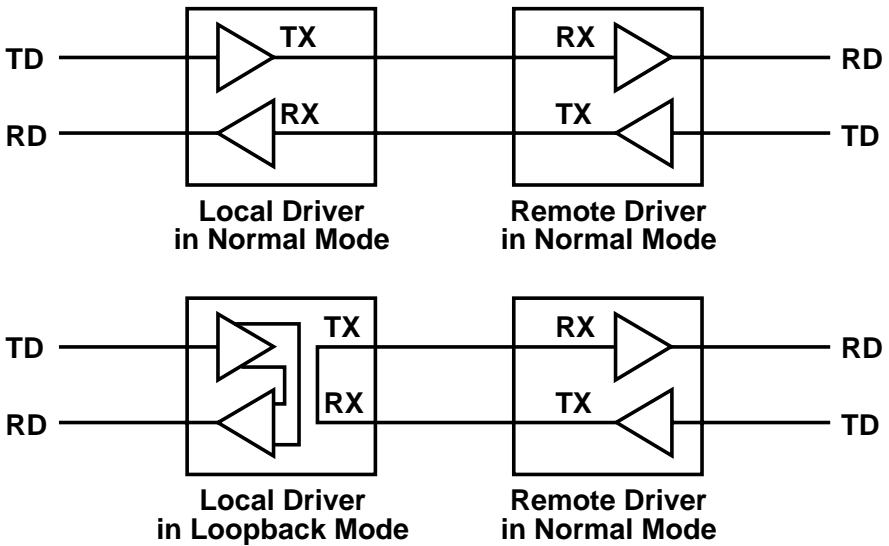 TD TX RX RD
RD RX TX TD
Local Driver
in Normal Mode
Remote Driver
in Normal Mode
TD TX RX RD
RD RX TX TD
Local Driver
in Loopback Mode
Remote Driver
in Normal Mode